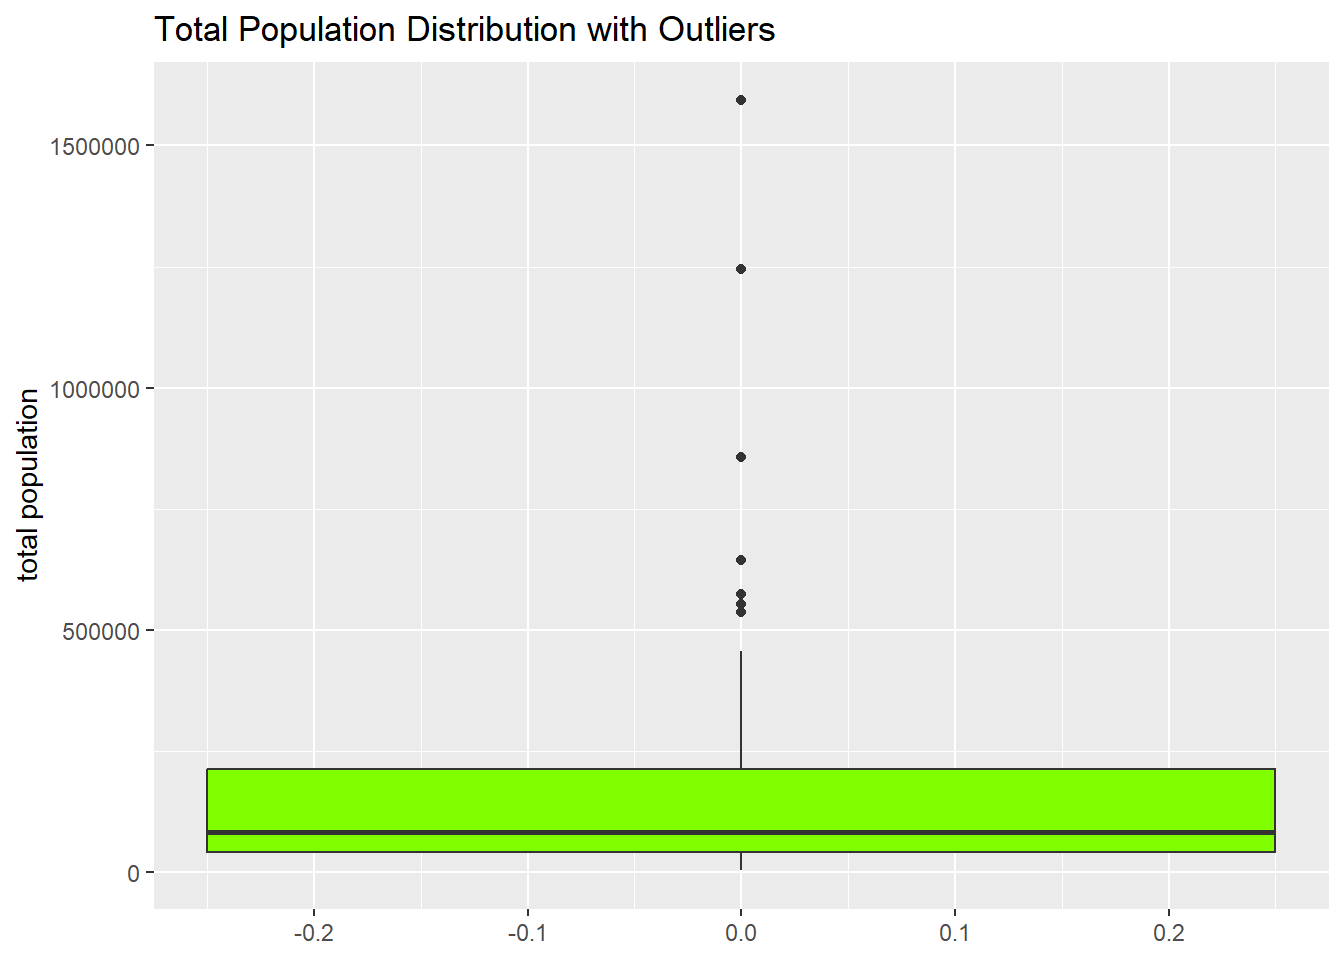 Total Population Distribution with Outliers
total population
1500000
1000000
500000
0
-0.2 -0.1 0.0 0.1 0.2